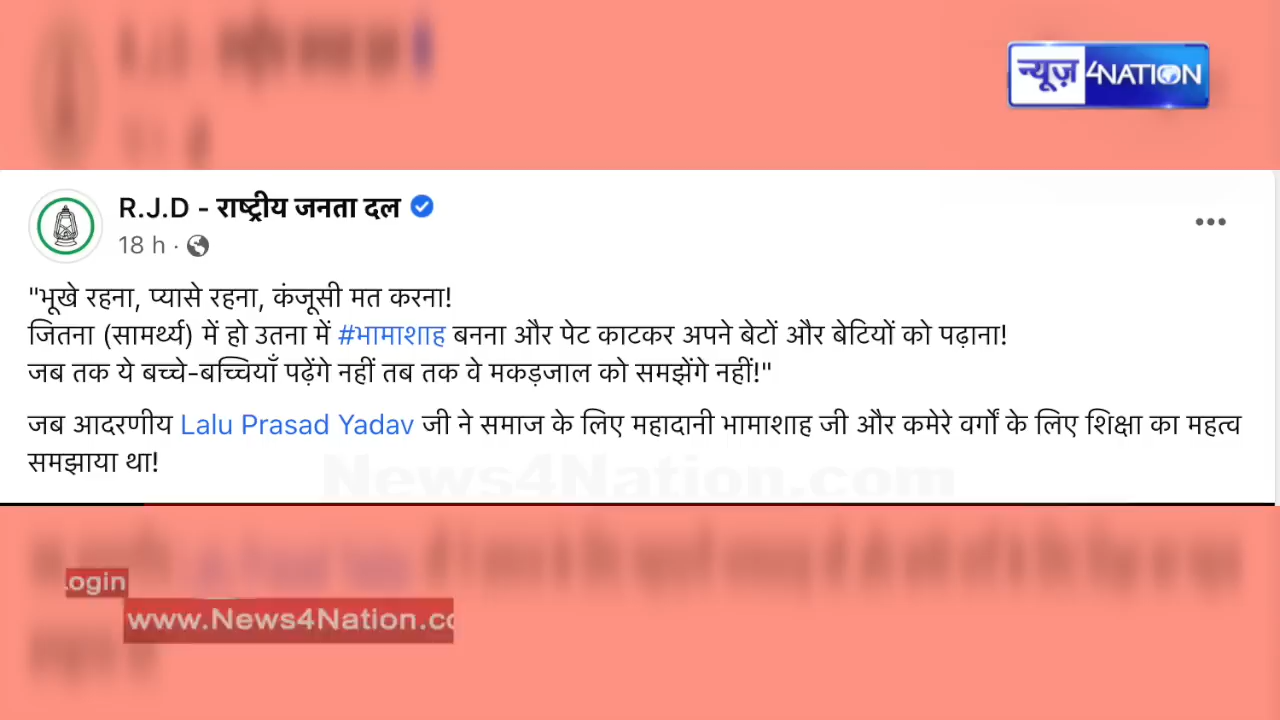 न्यूज़ 4NATION
R.J.D - राष्ट्रीय जनता दल
18 h ·
"भूखे रहना, प्यासे रहना, कंजूसी मत करना!
जितना (सामर्थ्य) में हो उतना में #भामाशाह बनना और पेट काटकर अपने बेटों और बेटियों को पढ़ाना!
जब तक ये बच्चे-बच्चियाँ पढ़ेंगे नहीं तब तक वे मकड़जाल को समझेंगे नहीं!"
जब आदरणीय Lalu Prasad Yadav जी ने समाज के लिए महादानी भामाशाह जी और कमेरे वर्गों के लिए शिक्षा का महत्व
समझाया था!
News4Nation.com
ogin
www.News4Nation.co